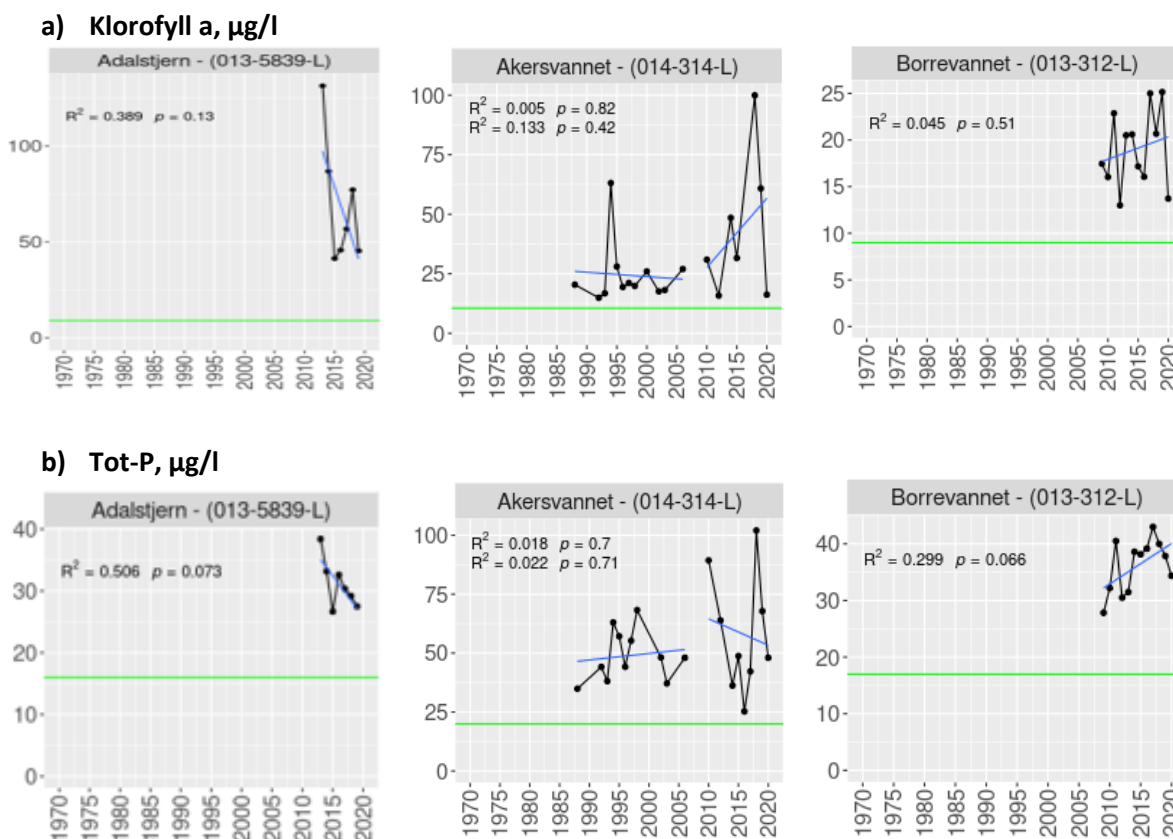 a) Klorofyll a, µg/l
Adalstjern - (013-5839-L)
R² = 0.389 p = 0.13
100
50
0
1970 1975 1980 1985 1990 1995 2000 2005 2010 2015 2020
Akersvannet - (014-314-L)
R² = 0.005 p = 0.82
R² = 0.133 p = 0.42
100
75
50
25
0
1970 1975 1980 1985 1990 1995 2000 2005 2010 2015 2020
Borrevannet - (013-312-L)
R² = 0.045 p = 0.51
25
20
15
10
5
0
1970 1975 1980 1985 1990 1995 2000 2005 2010 2015 2020
b) Tot-P, µg/l
Adalstjern - (013-5839-L)
R² = 0.506 p = 0.073
40
30
20
10
0
1970 1975 1980 1985 1990 1995 2000 2005 2010 2015 2020
Akersvannet - (014-314-L)
R² = 0.018 p = 0.7
R² = 0.022 p = 0.71
100
75
50
25
0
1970 1975 1980 1985 1990 1995 2000 2005 2010 2015 2020
Borrevannet - (013-312-L)
R² = 0.299 p = 0.066
40
30
20
10
0
1970 1975 1980 1985 1990 1995 2000 2005 2010 2015 2020